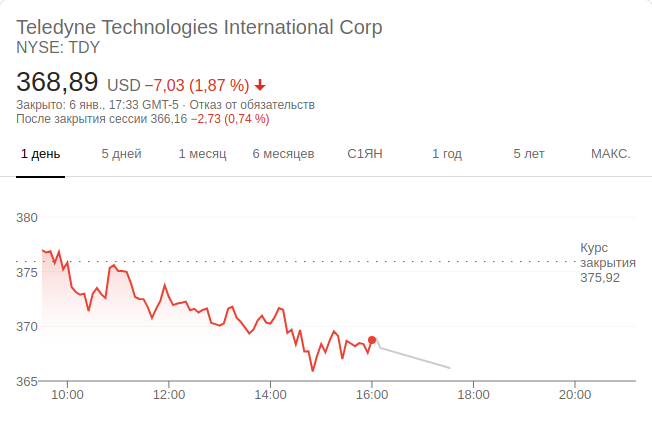 Teledyne Technologies International Corp
NYSE: TDY
368,89 USD −7,03 (1,87 %)
Закрыто: 6 янв., 17:33 GMT-5 · Отказ от обязательств
После закрытия сессии 366,16 −2,73 (0,74 %)
1 день 5 дней 1 месяц 6 месяцев С1ЯН 1 год 5 лет МАКС.
380
Курс
закрытия
375,92
375
370
365
10:00 12:00 14:00 16:00 18:00 20:00